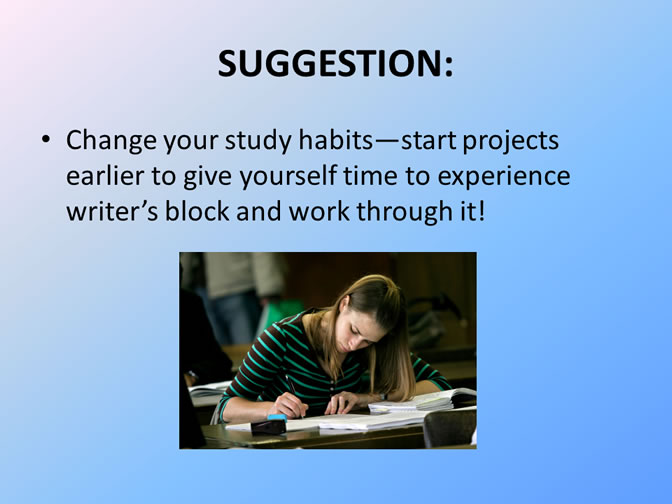 SUGGESTION:
• Change your study habits—start projects
earlier to give yourself time to experience
writer’s block and work through it!